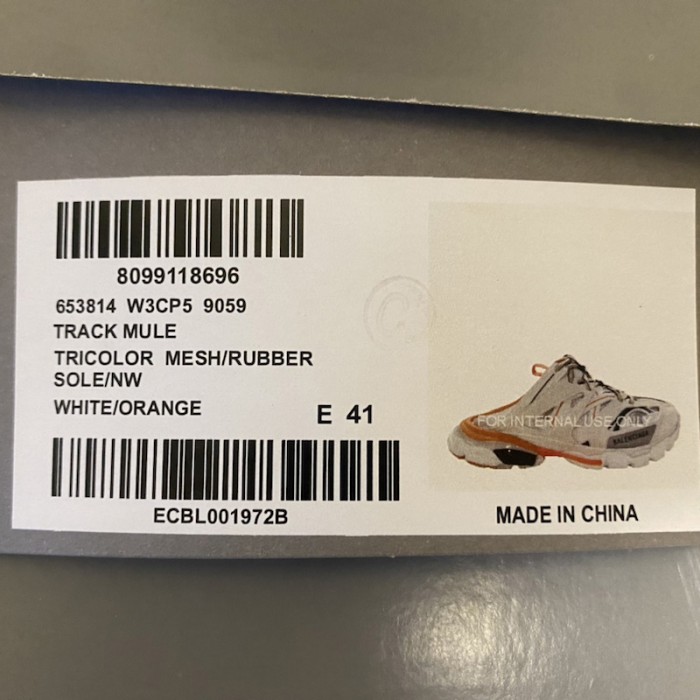 8099118696
653814 W3CP5 9059
TRACK MULE
TRICOLOR MESH/RUBBER
SOLE/NW
WHITE/ORANGE
E 41
ECBL001972B
FOR INTERNAL USE ONLY
BALENCIAGA
MADE IN CHINA